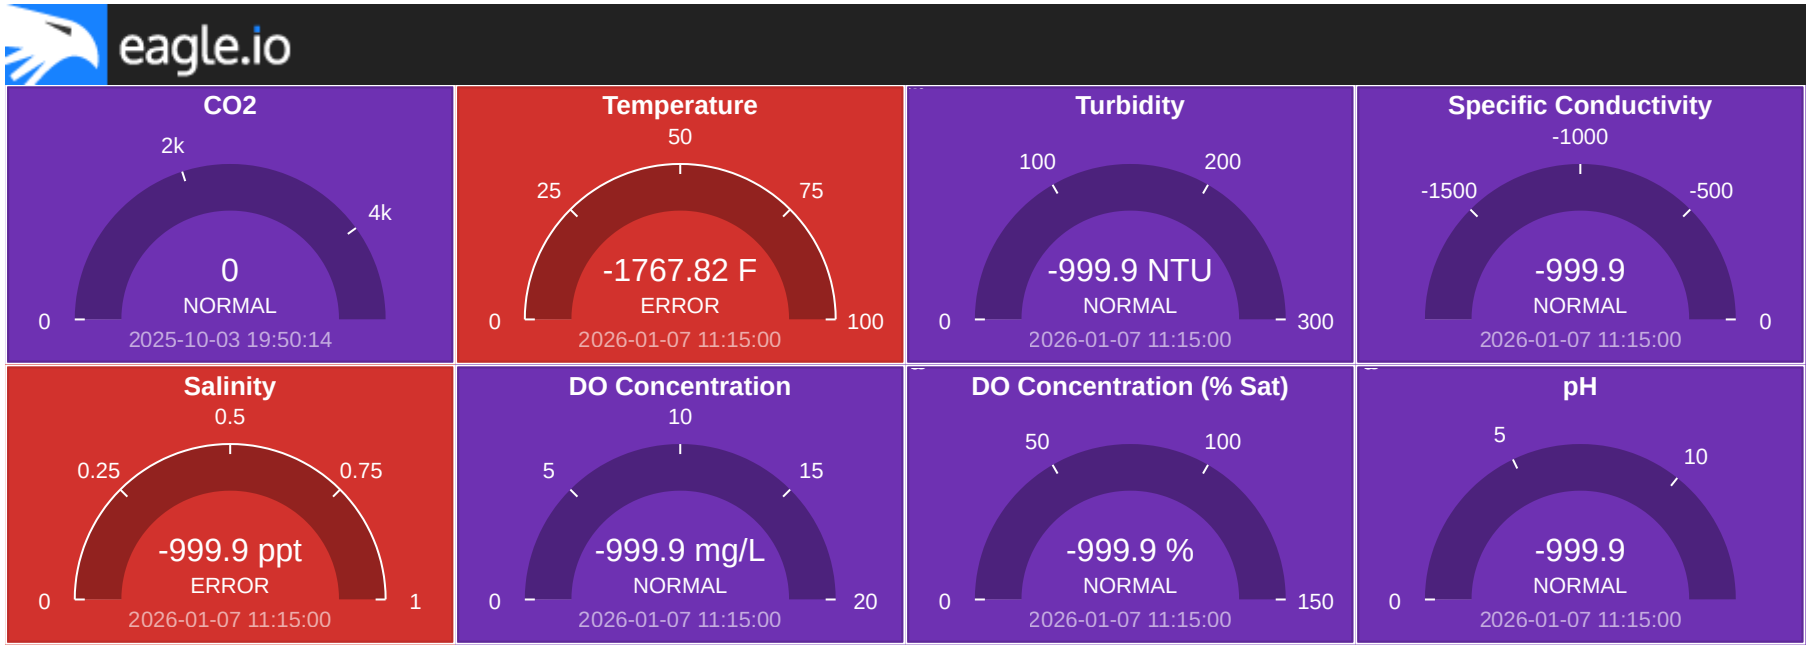 eagle.io
CO2
2k
4k
0
0
NORMAL
2025-10-03 19:50:14
Temperature
50
25
75
-1767.82 F
ERROR
0
100
2026-01-07 11:15:00
Turbidity
100
200
-999.9 NTU
NORMAL
0
300
2026-01-07 11:15:00
Specific Conductivity
-1000
-1500
-500
-999.9
NORMAL
0
2026-01-07 11:15:00
Salinity
0.5
0.25
0.75
-999.9 ppt
ERROR
0
1
2026-01-07 11:15:00
DO Concentration
10
5
15
-999.9 mg/L
NORMAL
0
20
2026-01-07 11:15:00
DO Concentration (% Sat)
50
100
-999.9 %
NORMAL
0
150
2026-01-07 11:15:00
pH
5
10
-999.9
NORMAL
0
2026-01-07 11:15:00